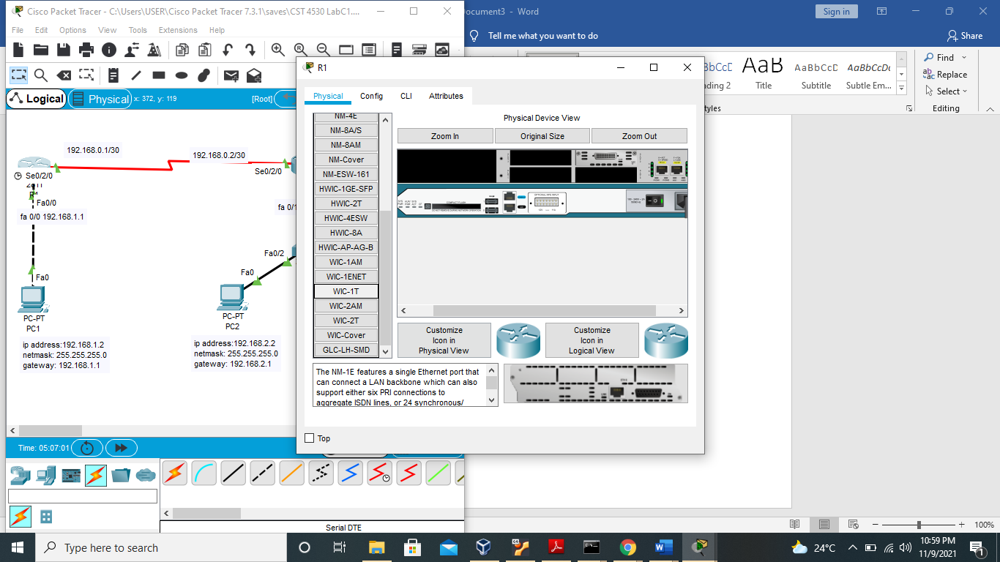 Cisco Packet Tracer - C:\Users\USER\Cisco Packet Tracer 7.3.1\saves\CST 4530 LabC1....
Document3 - Word
Sign in
File Edit Options View Tools Extensions Help
Tell me what you want to do
Share
R1
Logical
Physical
x: 372, y: 119
[Root]
Physical
Config
CLI
Attributes
AaB
AaBbCcD
AaBbCcDc
Title
Subtitle
Subtle Em...
Find
Replace
Select
Editing
192.168.0.1/30
192.168.0.2/30
Se0/2/0
Se0/2/0
Fa0/0
fa 0/0 192.168.1.1
fa 0/1
Fa0/2
Fa0
Fa0
PC-PT
PC1
PC-PT
PC2
ip address:192.168.1.2
netmask: 255.255.255.0
gateway: 192.168.1.1
ip address:192.168.2.2
netmask: 255.255.255.0
gateway: 192.168.2.1
NM-4E
NM-8A/S
NM-8AM
NM-Cover
NM-ESW-161
HWIC-1GE-SFP
HWIC-2T
HWIC-4ESW
HWIC-8A
HWIC-AP-AG-B
WIC-1AM
WIC-1ENET
WIC-1T
WIC-2AM
WIC-2T
WIC-Cover
GLC-LH-SMD
Physical Device View
Zoom In
Original Size
Zoom Out
Customize
Icon in
Physical View
Customize
Icon in
Logical View
The NM-1E features a single Ethernet port that
can connect a LAN backbone which can also
support either six PRI connections to
aggregate ISDN lines, or 24 synchronous/
Top
Time: 05:07:01
Serial DTE
100%
Type here to search
24°C
10:59 PM
11/9/2021
1